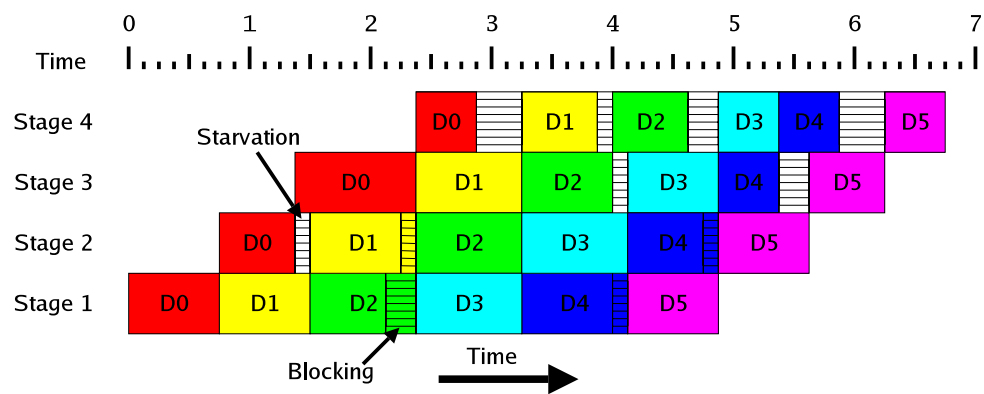 0 1 2 3 4 5 6 7
Time
Stage 4 D0 D1 D2 D3 D4 D5
Starvation
Stage 3 D0 D1 D2 D3 D4 D5
Stage 2 D0 D1 D2 D3 D4 D5
Stage 1 D0 D1 D2 D3 D4 D5
Blocking
Time